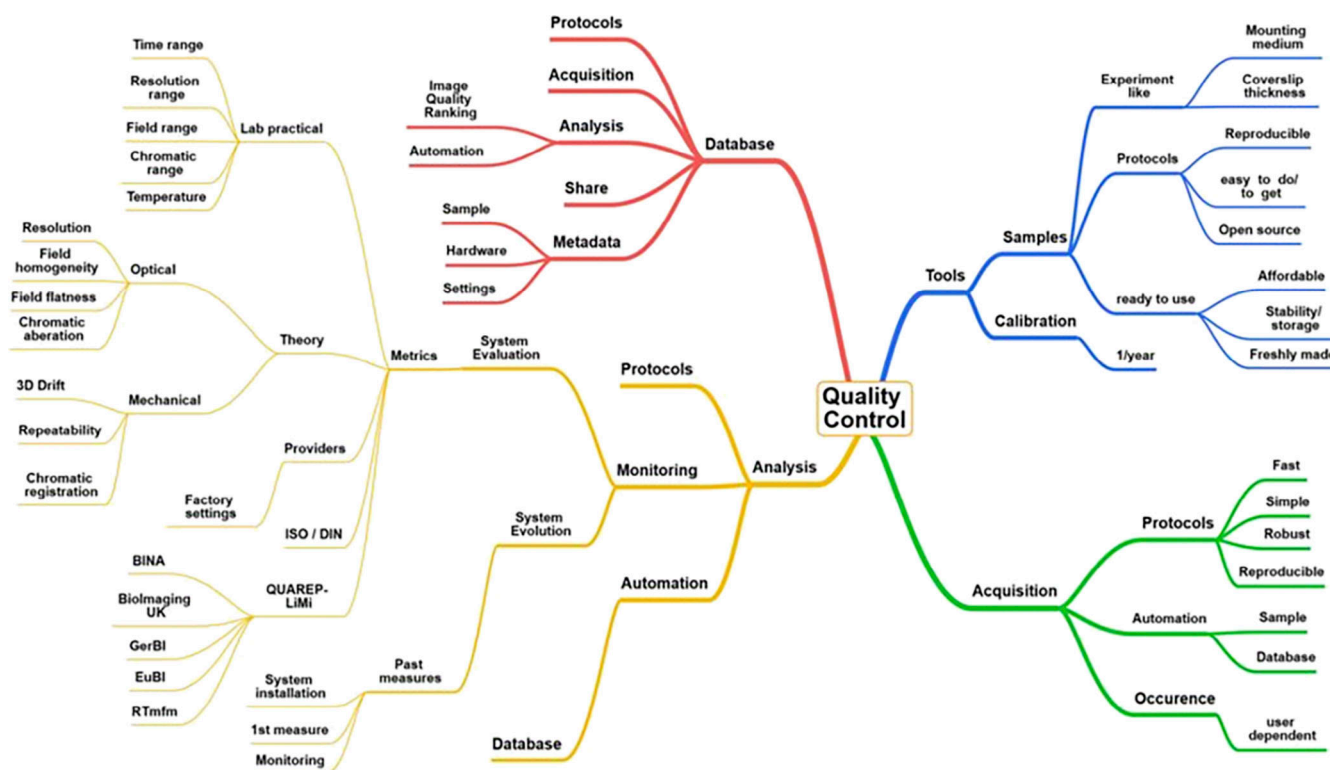 Quality
Control
Database
Protocols
Acquisition
Analysis
Image
Quality
Ranking
Automation
Share
Metadata
Sample
Hardware
Settings
Tools
Samples
Experiment
like
Mounting
medium
Coverslip
thickness
Protocols
Reproducible
easy to do/
to get
Open source
ready to use
Affordable
Stability/
storage
Freshly made
Calibration
1/year
Acquisition
Protocols
Fast
Simple
Robust
Reproducible
Automation
Sample
Database
Occurence
user
dependent
Analysis
Protocols
Monitoring
System
Evaluation
Metrics
Lab practical
Time range
Resolution
range
Field range
Chromatic
range
Temperature
Theory
Optical
Resolution
Field
homogeneity
Field flatness
Chromatic
aberation
Mechanical
3D Drift
Repeatability
Chromatic
registration
Providers
Factory
settings
ISO / DIN
QUAREP-
LiMi
BINA
BioImaging
UK
GerBI
EuBI
RTmfm
System
Evolution
Past
measures
System
installation
1st measure
Monitoring
Automation
Database